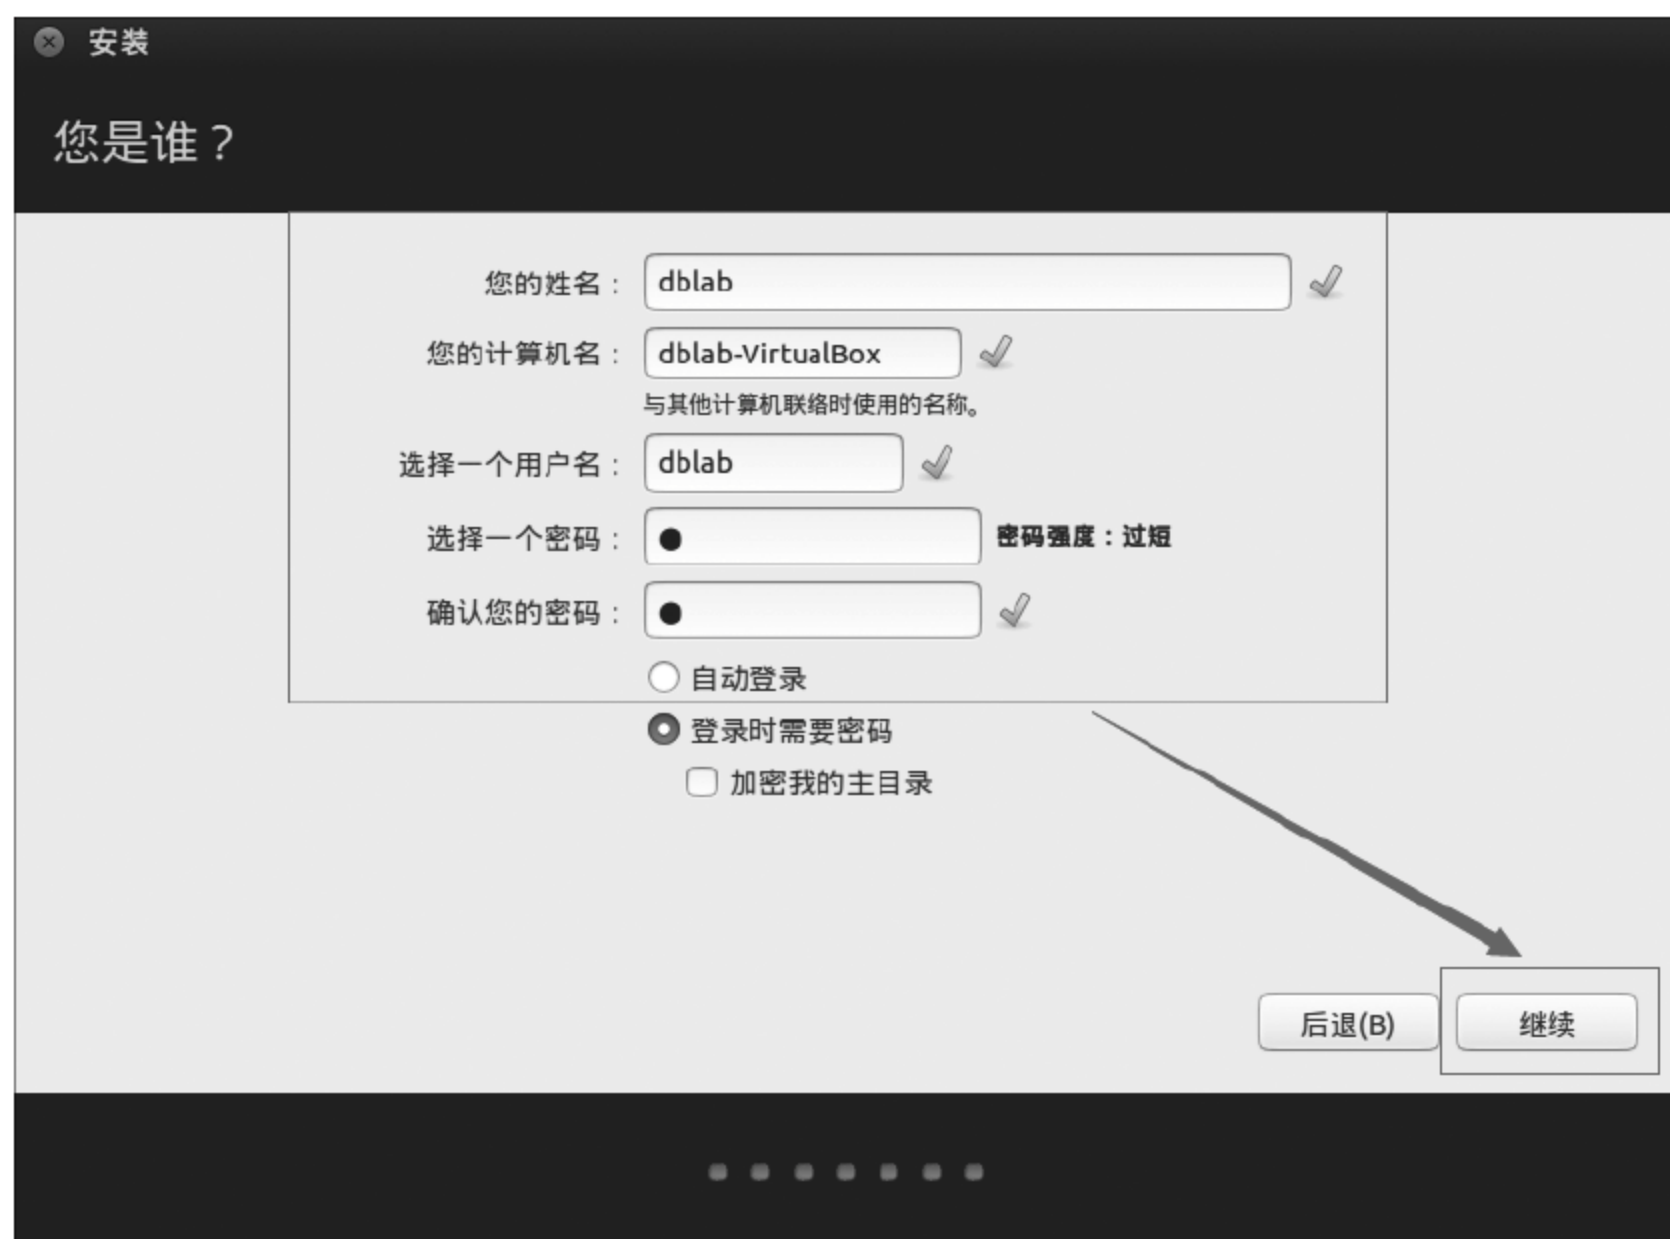 安装
您是谁？
您的姓名： dblab
您的计算机名： dblab-VirtualBox
与其他计算机联络时使用的名称。
选择一个用户名： dblab
选择一个密码： ● 密码强度：过短
确认您的密码： ●
自动登录
登录时需要密码
加密我的主目录
后退(B) 继续